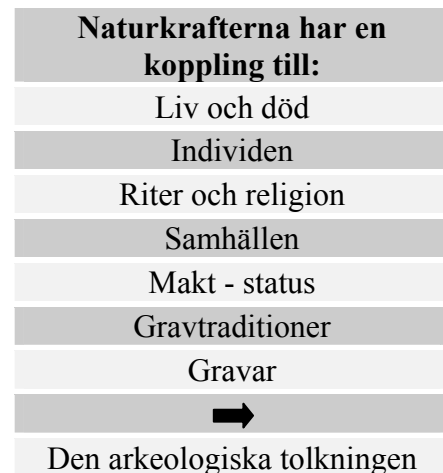 Naturkrafterna har en
koppling till:
Liv och död
Individen
Riter och religion
Samhällen
Makt - status
Gravtraditioner
Gravar
➡
Den arkeologiska tolkningen